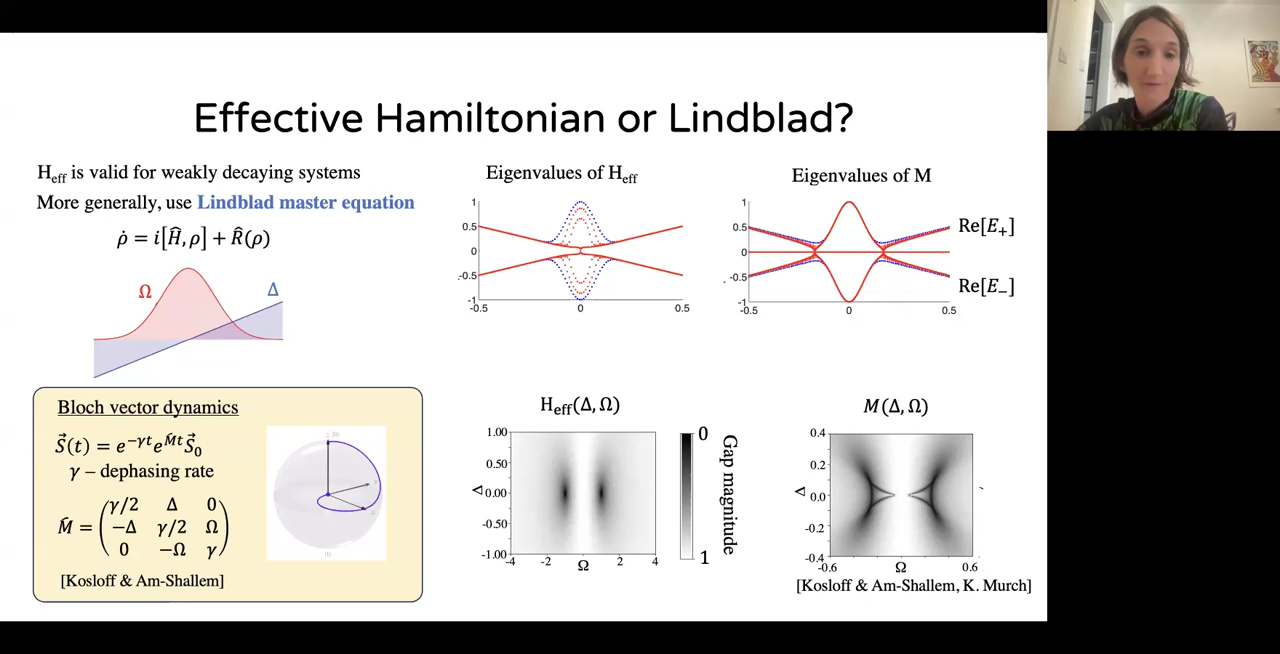 Effective Hamiltonian or Lindblad?
H_eff is valid for weakly decaying systems
More generally, use Lindblad master equation
ρ̇ = i[Ĥ, ρ] + R̂(ρ)
Ω
Δ
Bloch vector dynamics
S⃗(t) = e^{−γt}e^{M̂t}S⃗_0
γ – dephasing rate
M̂ = (γ/2 Δ 0
−Δ γ/2 Ω
0 −Ω γ)
[Kosloff & Am-Shallem]
Eigenvalues of H_eff
1
0.5
0
-0.5
-1
-0.5 0 0.5
Eigenvalues of M
1
0.5
0
-0.5
-1
-0.5 0 0.5
Re[E_+]
Re[E_−]
H_eff(Δ, Ω)
1.00
0.50
Δ 0.00
-0.50
-1.00
-4 Ω 2 4
0
Gap magnitude
1
M(Δ, Ω)
0.4
0.2
Δ 0.0
-0.2
-0.4
-0.6 Ω 0.6
[Kosloff & Am-Shallem, K. Murch]